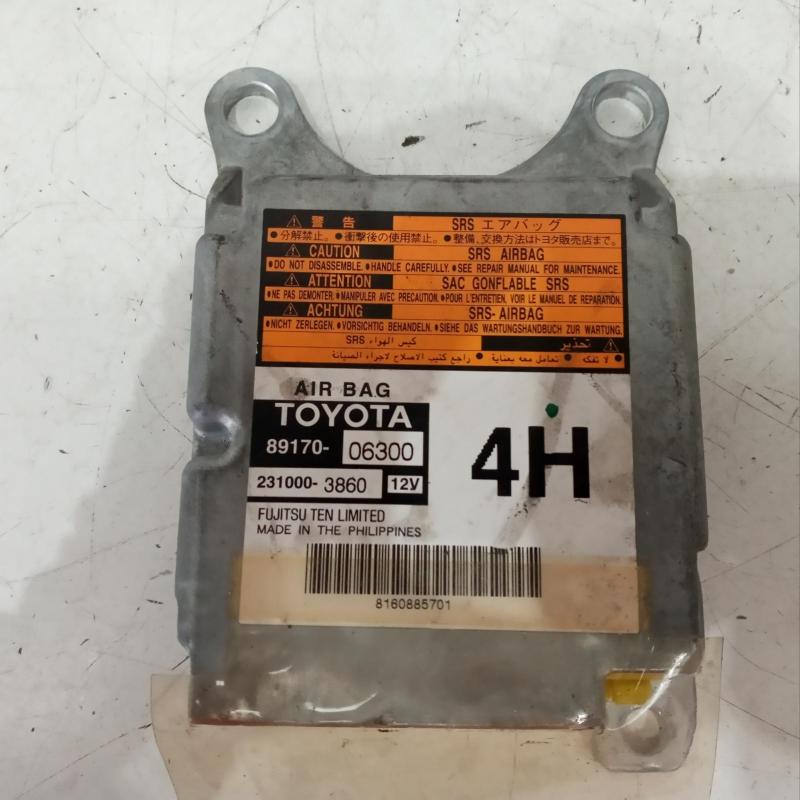 ⚠ 警告 SRS エアバッグ
●分解禁止。●衝撃後の使用禁止。●整備、交換方法はトヨタ販売店まで。
⚠ CAUTION SRS AIRBAG
●DO NOT DISASSEMBLE. ●HANDLE CAREFULLY. ●SEE REPAIR MANUAL FOR MAINTENANCE.
⚠ ATTENTION SAC GONFLABLE SRS
●NE PAS DEMONTER. ●MANIPULER AVEC PRECAUTION. ●POUR L'ENTRETIEN, VOIR LE MANUEL DE REPARATION.
⚠ ACHTUNG SRS-AIRBAG
●NICHT ZERLEGEN. ●VORSICHTIG BEHANDELN. ●SIEHE DAS WARTUNGSHANDBUCH ZUR WARTUNG.
⚠ تحذير كيس الهواء SRS
● لا تفكه ● تعامل معه بعناية ● راجع كتيب الاصلاح لاجراء الصيانة
AIR BAG
TOYOTA
89170- 06300
4H
231000- 3860 12V
FUJITSU TEN LIMITED
MADE IN THE PHILIPPINES
8160885701